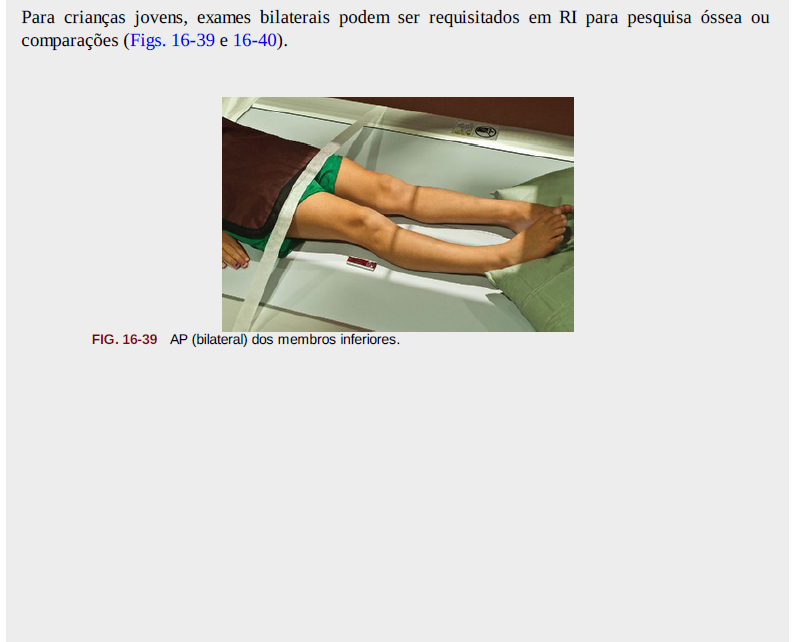 Para crianças jovens, exames bilaterais podem ser requisitados em RI para pesquisa óssea ou
comparações (Figs. 16-39 e 16-40).
FIG. 16-39 AP (bilateral) dos membros inferiores.